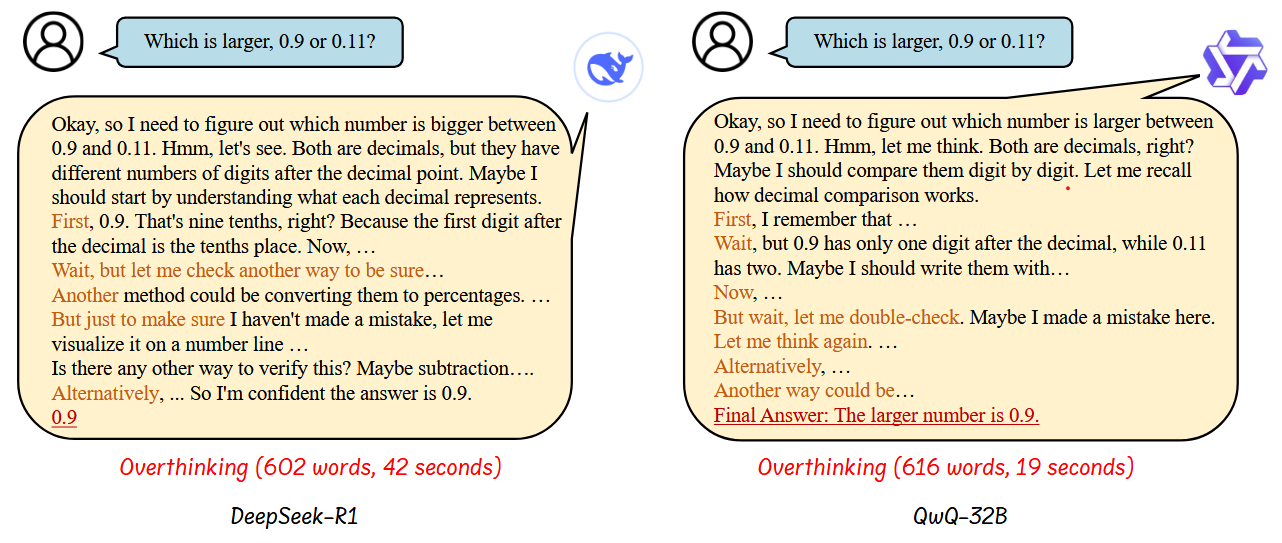 Which is larger, 0.9 or 0.11?
Okay, so I need to figure out which number is bigger between
0.9 and 0.11. Hmm, let's see. Both are decimals, but they have
different numbers of digits after the decimal point. Maybe I
should start by understanding what each decimal represents.
First, 0.9. That's nine tenths, right? Because the first digit after
the decimal is the tenths place. Now, …
Wait, but let me check another way to be sure…
Another method could be converting them to percentages. …
But just to make sure I haven't made a mistake, let me
visualize it on a number line …
Is there any other way to verify this? Maybe subtraction….
Alternatively, ... So I'm confident the answer is 0.9.
0.9
Overthinking (602 words, 42 seconds)
DeepSeek-R1
Which is larger, 0.9 or 0.11?
Okay, so I need to figure out which number is larger between
0.9 and 0.11. Hmm, let me think. Both are decimals, right?
Maybe I should compare them digit by digit. Let me recall
how decimal comparison works.
First, I remember that …
Wait, but 0.9 has only one digit after the decimal, while 0.11
has two. Maybe I should write them with…
Now, …
But wait, let me double-check. Maybe I made a mistake here.
Let me think again. …
Alternatively, …
Another way could be…
Final Answer: The larger number is 0.9.
Overthinking (616 words, 19 seconds)
QwQ-32B